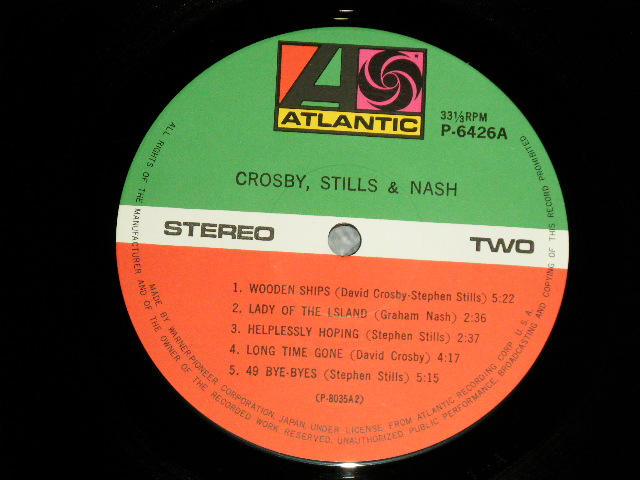 ATLANTIC
33⅓RPM
P-6426A
CROSBY, STILLS & NASH
STEREO
TWO
1. WOODEN SHIPS (David Crosby-Stephen Stills) 5:22
2. LADY OF THE LSLAND (Graham Nash) 2:36
3. HELPLESSLY HOPING (Stephen Stills) 2:37
4. LONG TIME GONE (David Crosby) 4:17
5. 49 BYE-BYES (Stephen Stills) 5:15
(P-8035A2)
MADE BY WARNER-PIONEER CORPORATION, JAPAN, UNDER LICENSE FROM ATLANTIC RECORDING CORP. U.S.A.
ALL RIGHTS OF THE MANUFACTURER AND OF THE OWNER OF THE RECORDED WORK RESERVED. UNAUTHORIZED PUBLIC PERFORMANCE, BROADCASTING AND COPYING OF THIS RECORD PROHIBITED